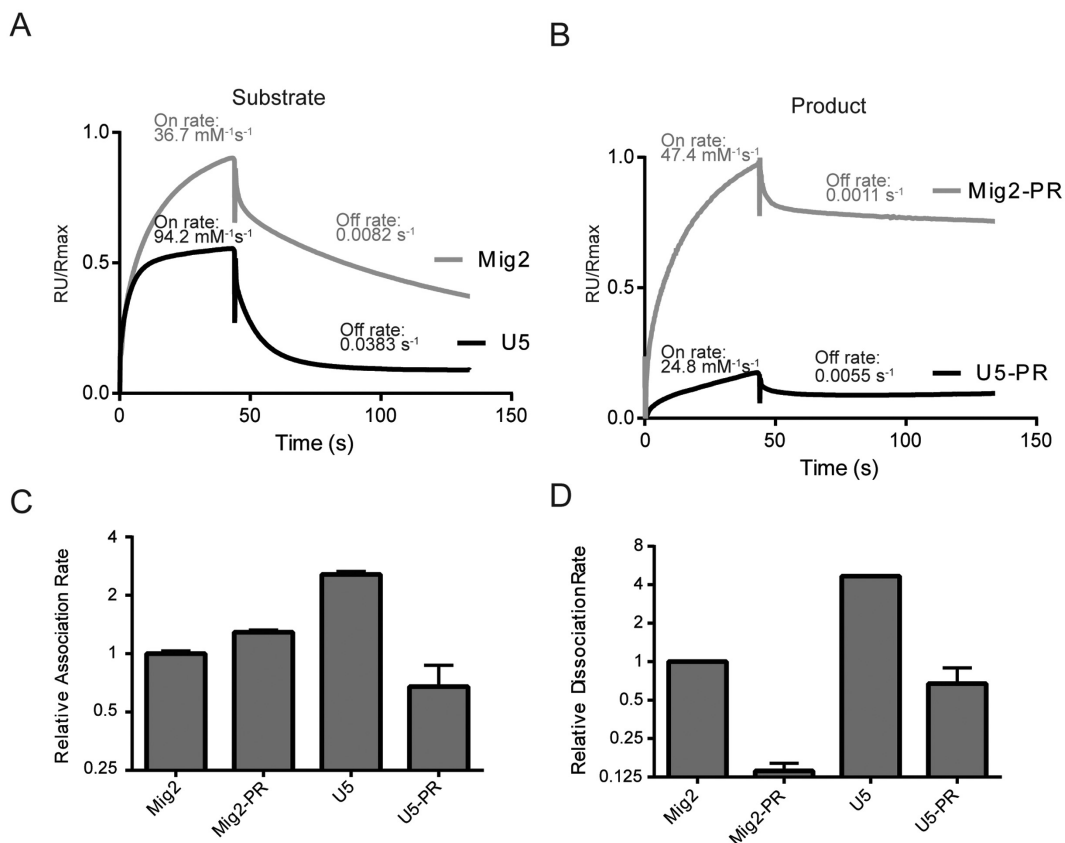 A
Substrate
On rate:
36.7 mM⁻¹s⁻¹
On rate:
94.2 mM⁻¹s⁻¹
Off rate:
0.0082 s⁻¹
Off rate:
0.0383 s⁻¹
Mig2
U5
RU/Rmax
1.0
0.5
0.0
0
50
100
150
Time (s)
B
Product
On rate:
47.4 mM⁻¹s⁻¹
Off rate:
0.0011 s⁻¹
On rate:
24.8 mM⁻¹s⁻¹
Off rate:
0.0055 s⁻¹
Mig2-PR
U5-PR
RU/Rmax
1.0
0.5
0.0
0
50
100
150
Time (s)
C
Relative Association Rate
4
2
1
0.5
0.25
Mig2
Mig2-PR
U5
U5-PR
D
Relative DissociationRate
8
4
2
1
0.5
0.25
0.125
Mig2
Mig2-PR
U5
U5-PR